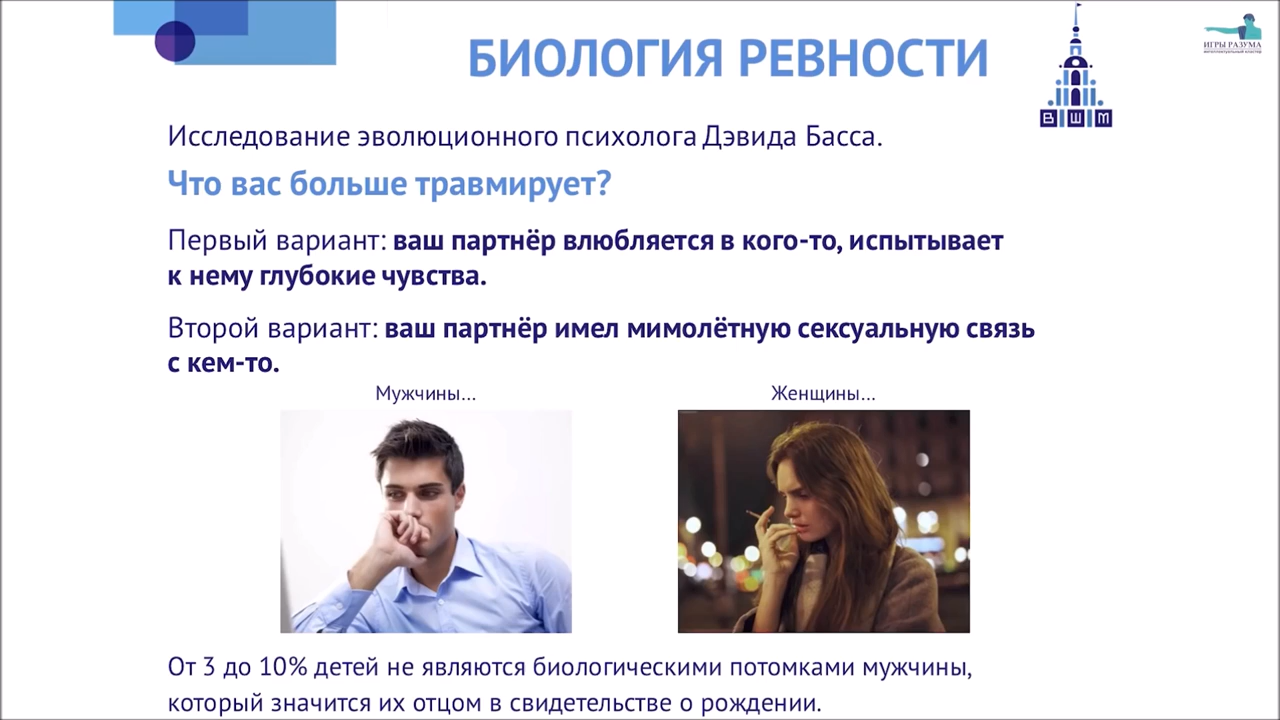 БИОЛОГИЯ РЕВНОСТИ
ИГРЫ РАЗУМА
ИНТЕЛЛЕКТУАЛЬНЫЙ КЛАСТЕР
ВШМ
Исследование эволюционного психолога Дэвида Басса.
Что вас больше травмирует?
Первый вариант: ваш партнёр влюбляется в кого-то, испытывает
к нему глубокие чувства.
Второй вариант: ваш партнёр имел мимолётную сексуальную связь
с кем-то.
Мужчины...
Женщины...
От 3 до 10% детей не являются биологическими потомками мужчины,
который значится их отцом в свидетельстве о рождении.